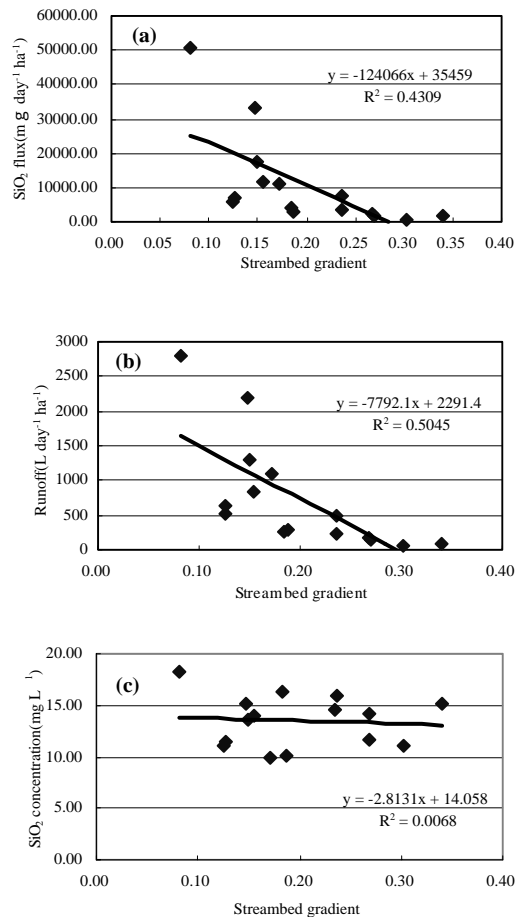 (a)
60000.00
50000.00
40000.00
30000.00
20000.00
10000.00
0.00
SiO₂ flux(mg day⁻¹ ha⁻¹)
y = -124066x + 35459
R² = 0.4309
0.00 0.05 0.10 0.15 0.20 0.25 0.30 0.35 0.40
Streambed gradient
(b)
3000
2500
2000
1500
1000
500
0
Runoff(L day⁻¹ ha⁻¹)
y = -7792.1x + 2291.4
R² = 0.5045
0.00 0.10 0.20 0.30 0.40
Streambed gradient
(c)
20.00
15.00
10.00
5.00
0.00
SiO₂ concentration(mg L⁻¹)
y = -2.8131x + 14.058
R² = 0.0068
0.00 0.10 0.20 0.30 0.40
Streambed gradient